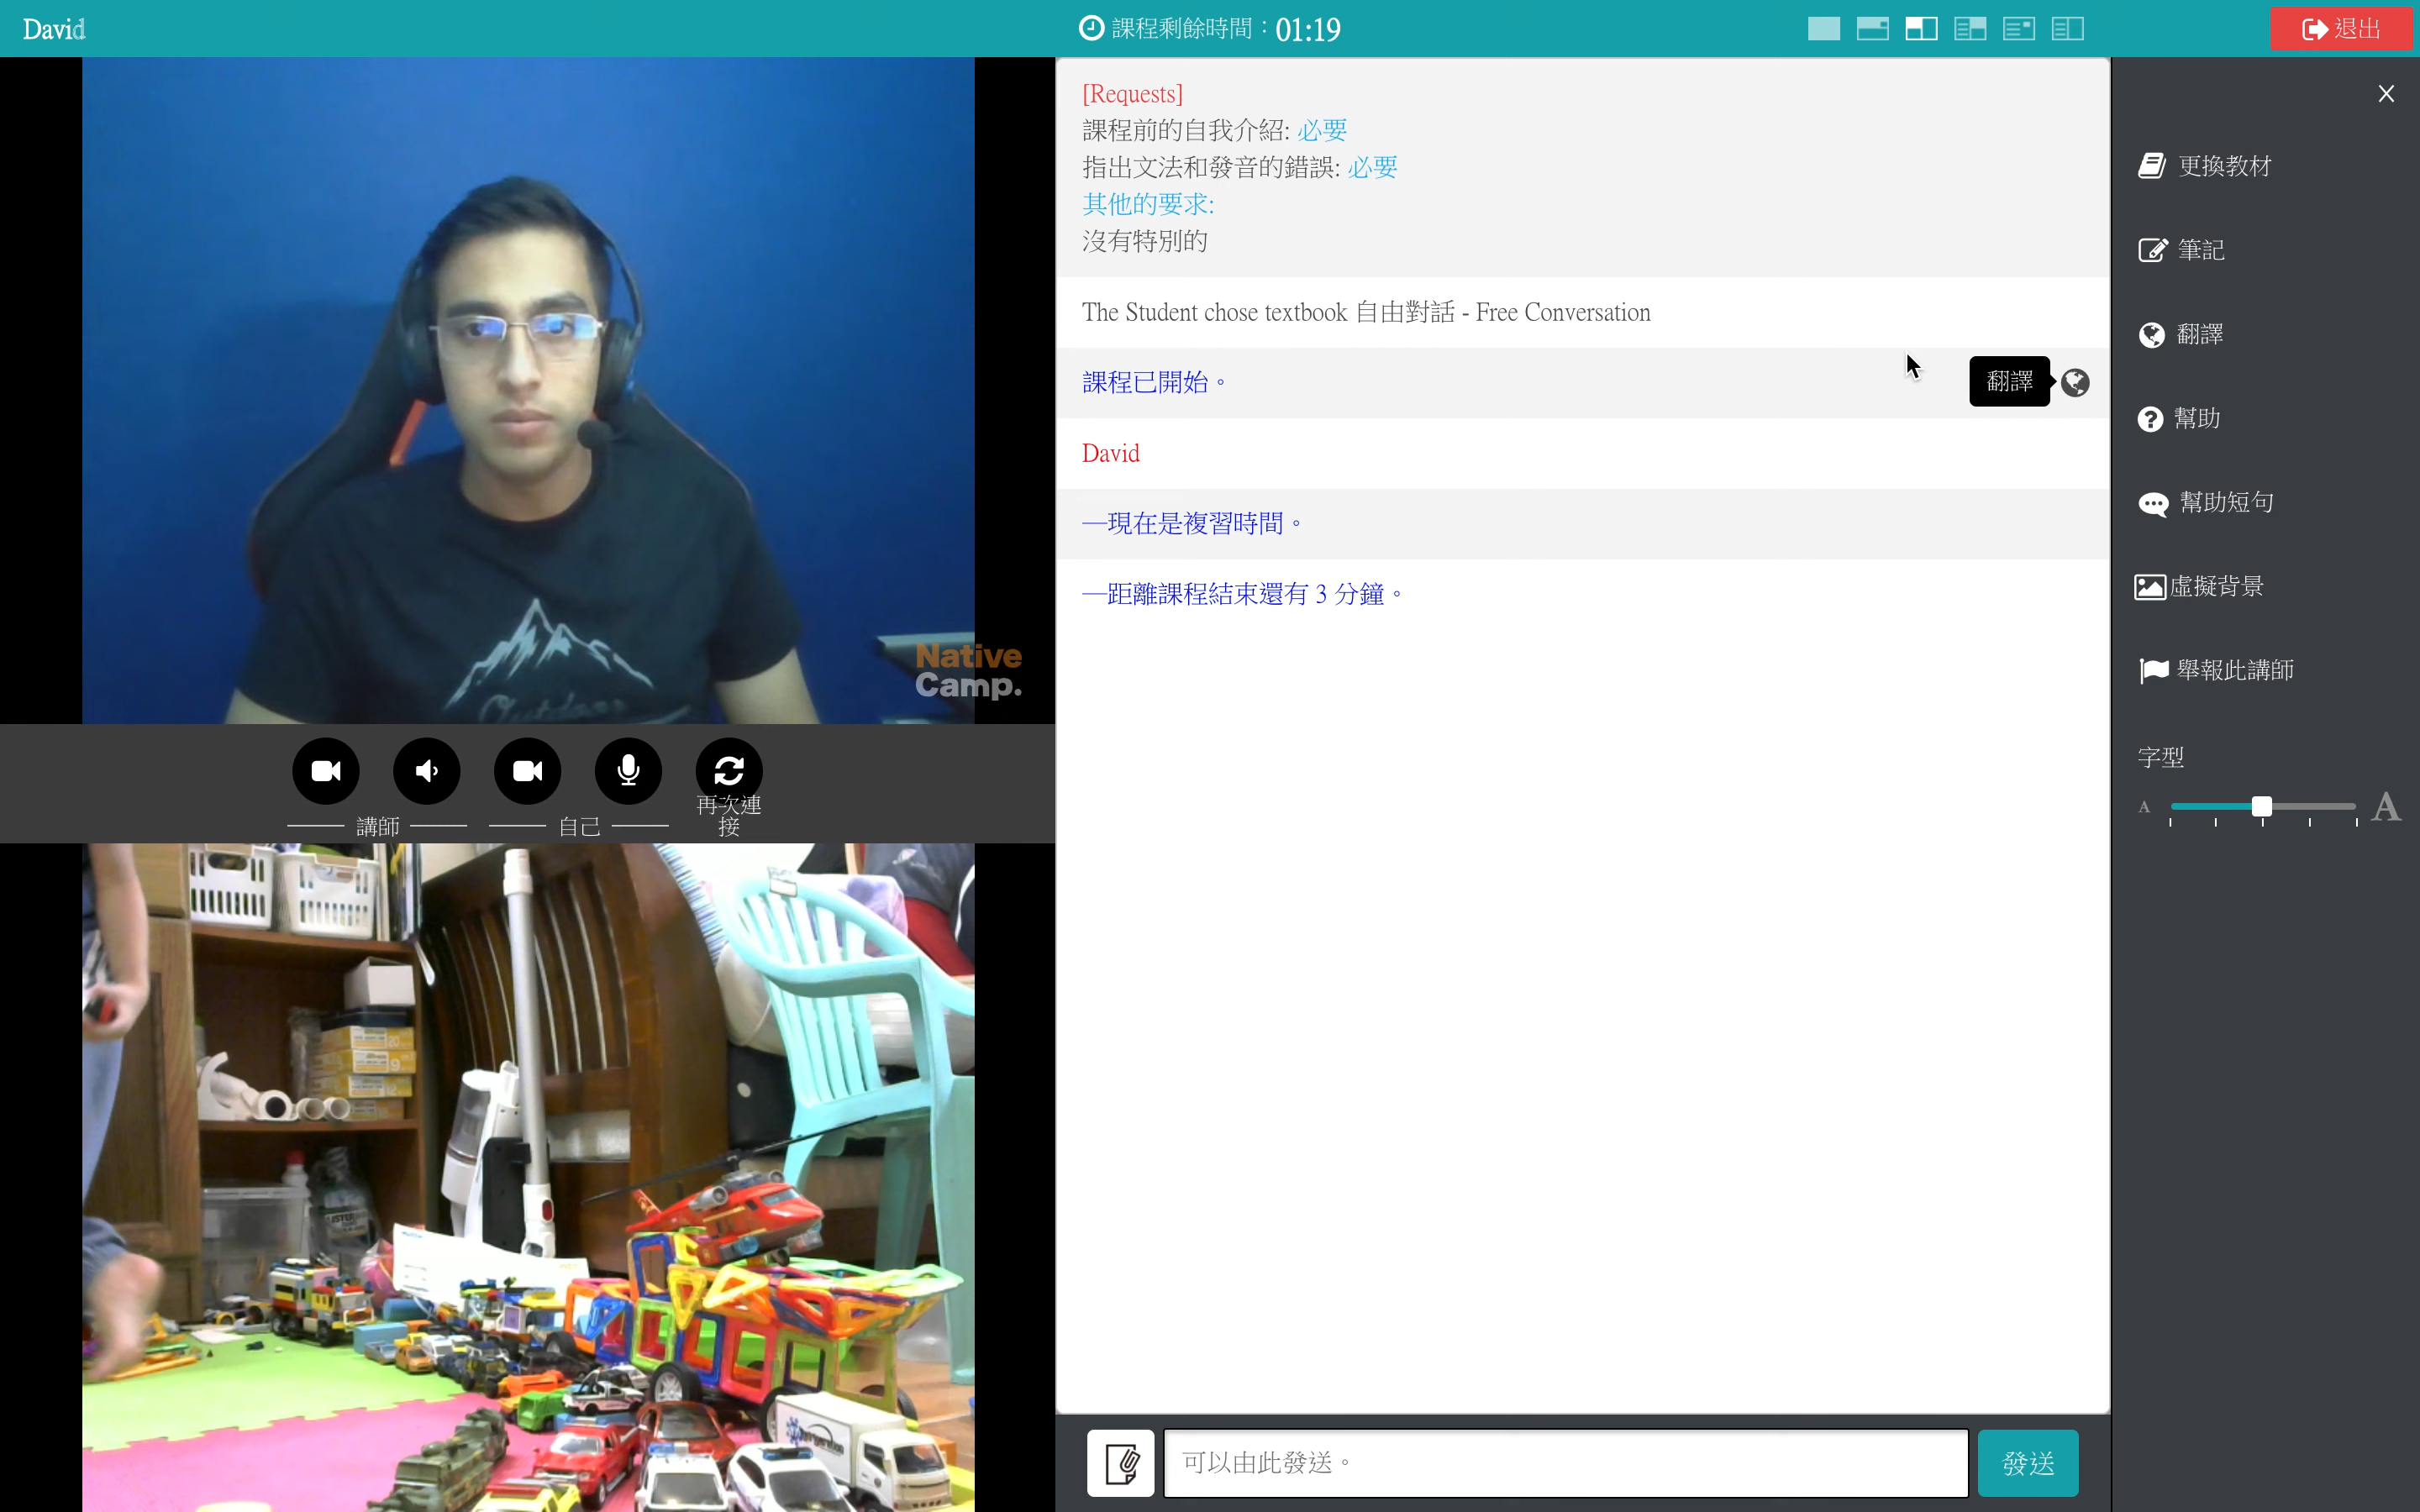 David
課程剩餘時間：01:19
退出
[Requests]
課程前的自我介紹: 必要
指出文法和發音的錯誤: 必要
其他的要求:
沒有特別的
The Student chose textbook 自由對話 - Free Conversation
課程已開始。
翻譯
David
—現在是複習時間。
—距離課程結束還有 3 分鐘。
可以由此發送。
發送
更換教材
筆記
翻譯
幫助
幫助短句
虛擬背景
舉報此講師
字型
A
A
Outdoor
Native
Camp.
講師
自己
再次連
接